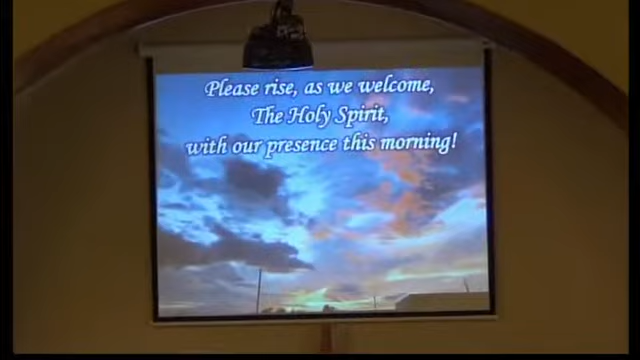 Please rise, as we welcome,
The Holy Spirit,
with our presence this morning!